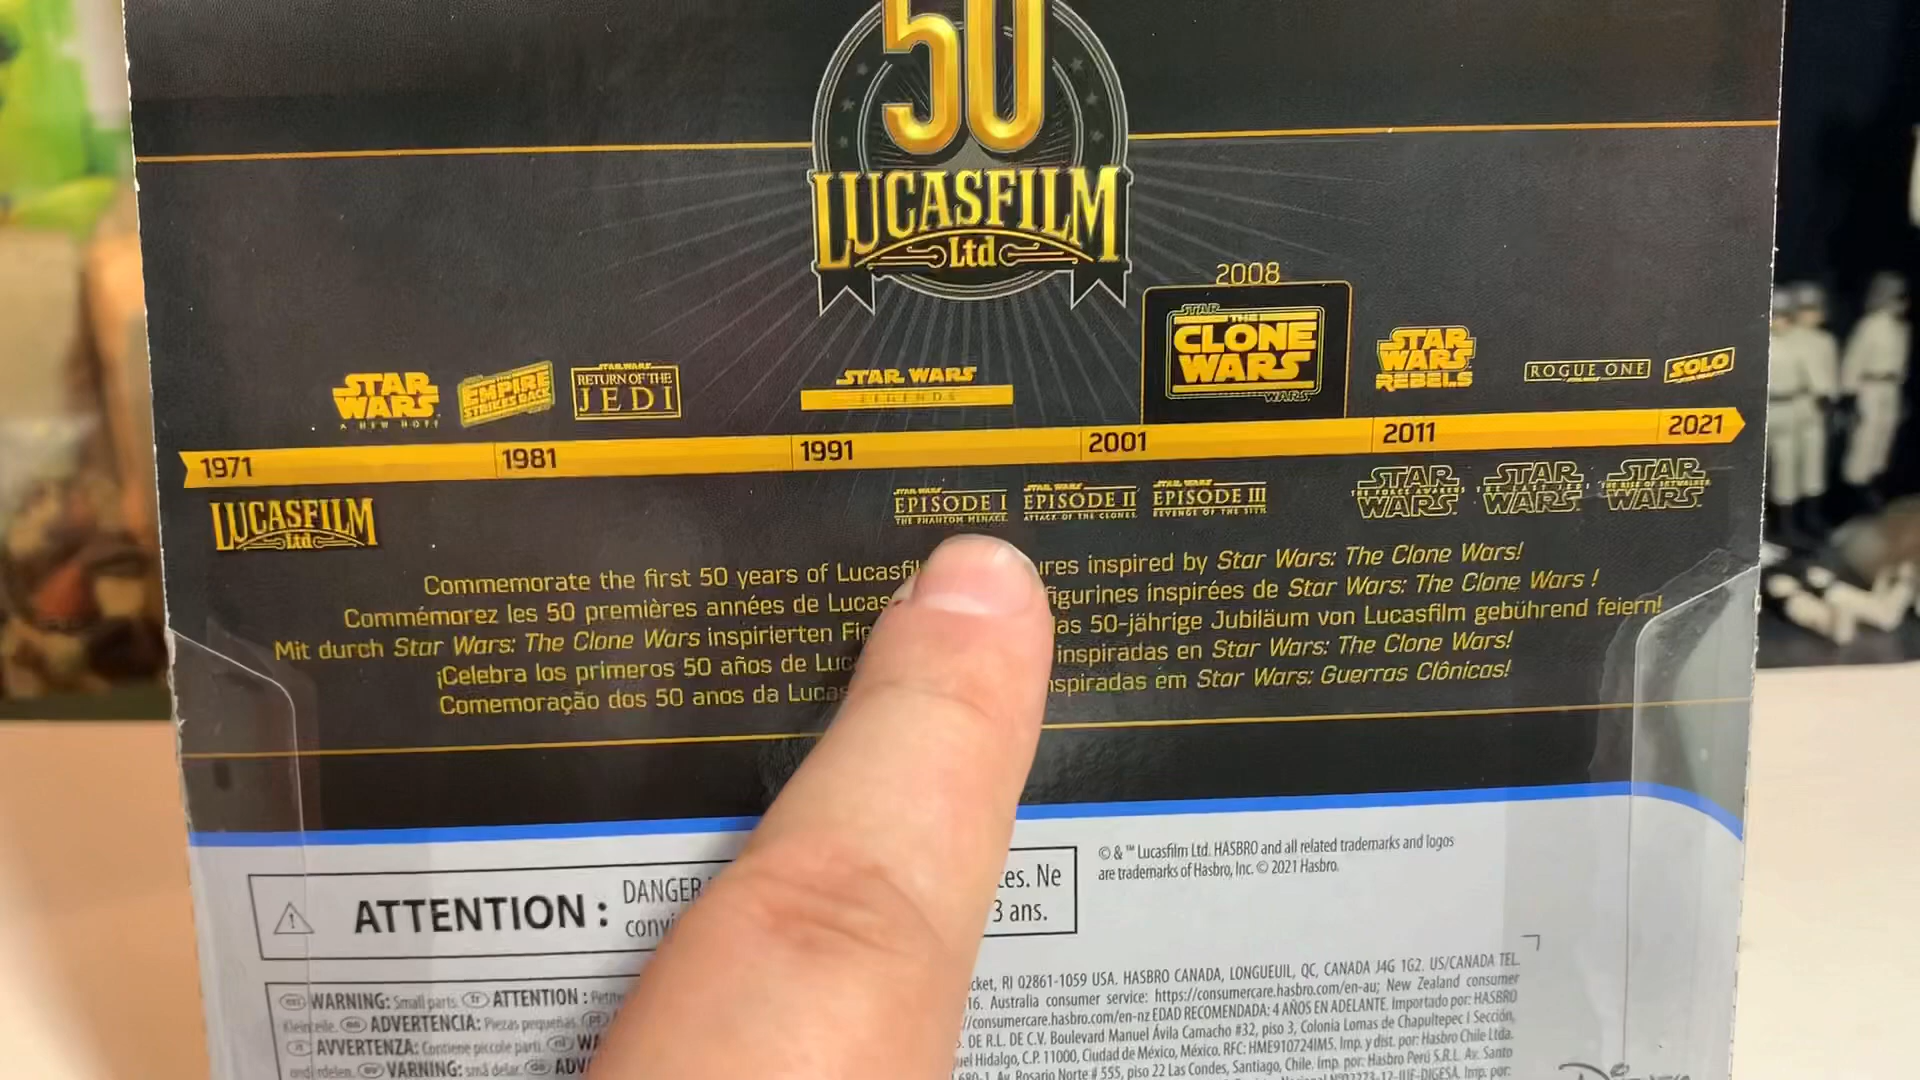 50
LUCASFILM
Ltd
2008
STAR
THE
CLONE
WARS
WARS
STAR
WARS
REBELS
ROGUE ONE
SOLO
STAR
WARS
A NEW HOPE
EMPIRE
STRIKES BACK
STAR WARS
RETURN OF THE
JEDI
STAR WARS
LEGENDS
1971
1981
1991
2001
2011
2021
LUCASFILM
Ltd
STAR WARS
EPISODE I
THE PHANTOM MENACE
STAR WARS
EPISODE II
ATTACK OF THE CLONES
STAR WARS
EPISODE III
REVENGE OF THE SITH
STAR
THE FORCE AWAKENS
WARS
STAR
THE LAST JEDI
WARS
STAR
THE RISE OF SKYWALKER
WARS
Commemorate the first 50 years of Lucasfil ures inspired by Star Wars: The Clone Wars!
Commémorez les 50 premières années de Lucas figurines inspirées de Star Wars: The Clone Wars !
Mit durch Star Wars: The Clone Wars inspirierten Fig das 50-jährige Jubiläum von Lucasfilm gebührend feiern!
¡Celebra los primeros 50 años de Luc inspiradas en Star Wars: The Clone Wars!
Comemoração dos 50 anos da Lucas nspiradas em Star Wars: Guerras Clônicas!
© & ™ Lucasfilm Ltd. HASBRO and all related trademarks and logos
are trademarks of Hasbro, Inc. © 2021 Hasbro.
ATTENTION :
DANGER ces. Ne
conv 3 ans.
cket, RI 02861-1059 USA. HASBRO CANADA, LONGUEUIL, QC, CANADA J4G 1G2. US/CANADA TEL.
16. Australia consumer service: https://consumercare.hasbro.com/en-au; New Zealand consumer
//consumercare.hasbro.com/en-nz EDAD RECOMENDADA: 4 AÑOS EN ADELANTE. Importado por: HASBRO
. DE R.L. DE C.V. Boulevard Manuel Ávila Camacho #32, piso 3, Colonia Lomas de Chapultepec I Sección,
uel Hidalgo, C.P. 11000, Ciudad de México, México. RFC: HME910724IM5. Imp. y dist. por: Hasbro Chile Ltda.
680-1, Av. Rosario Norte # 555, piso 22 Las Condes, Santiago, Chile. Imp. por: Hasbro Perú S.R.L. Av. Santo
WARNING: Small parts. ATTENTION : Petite
Kleinteile. ADVERTENCIA: Piezas pequeñas.
AVVERTENZA: Contiene piccole parti. WA
onderdelen. VARNING: små delar. ADV